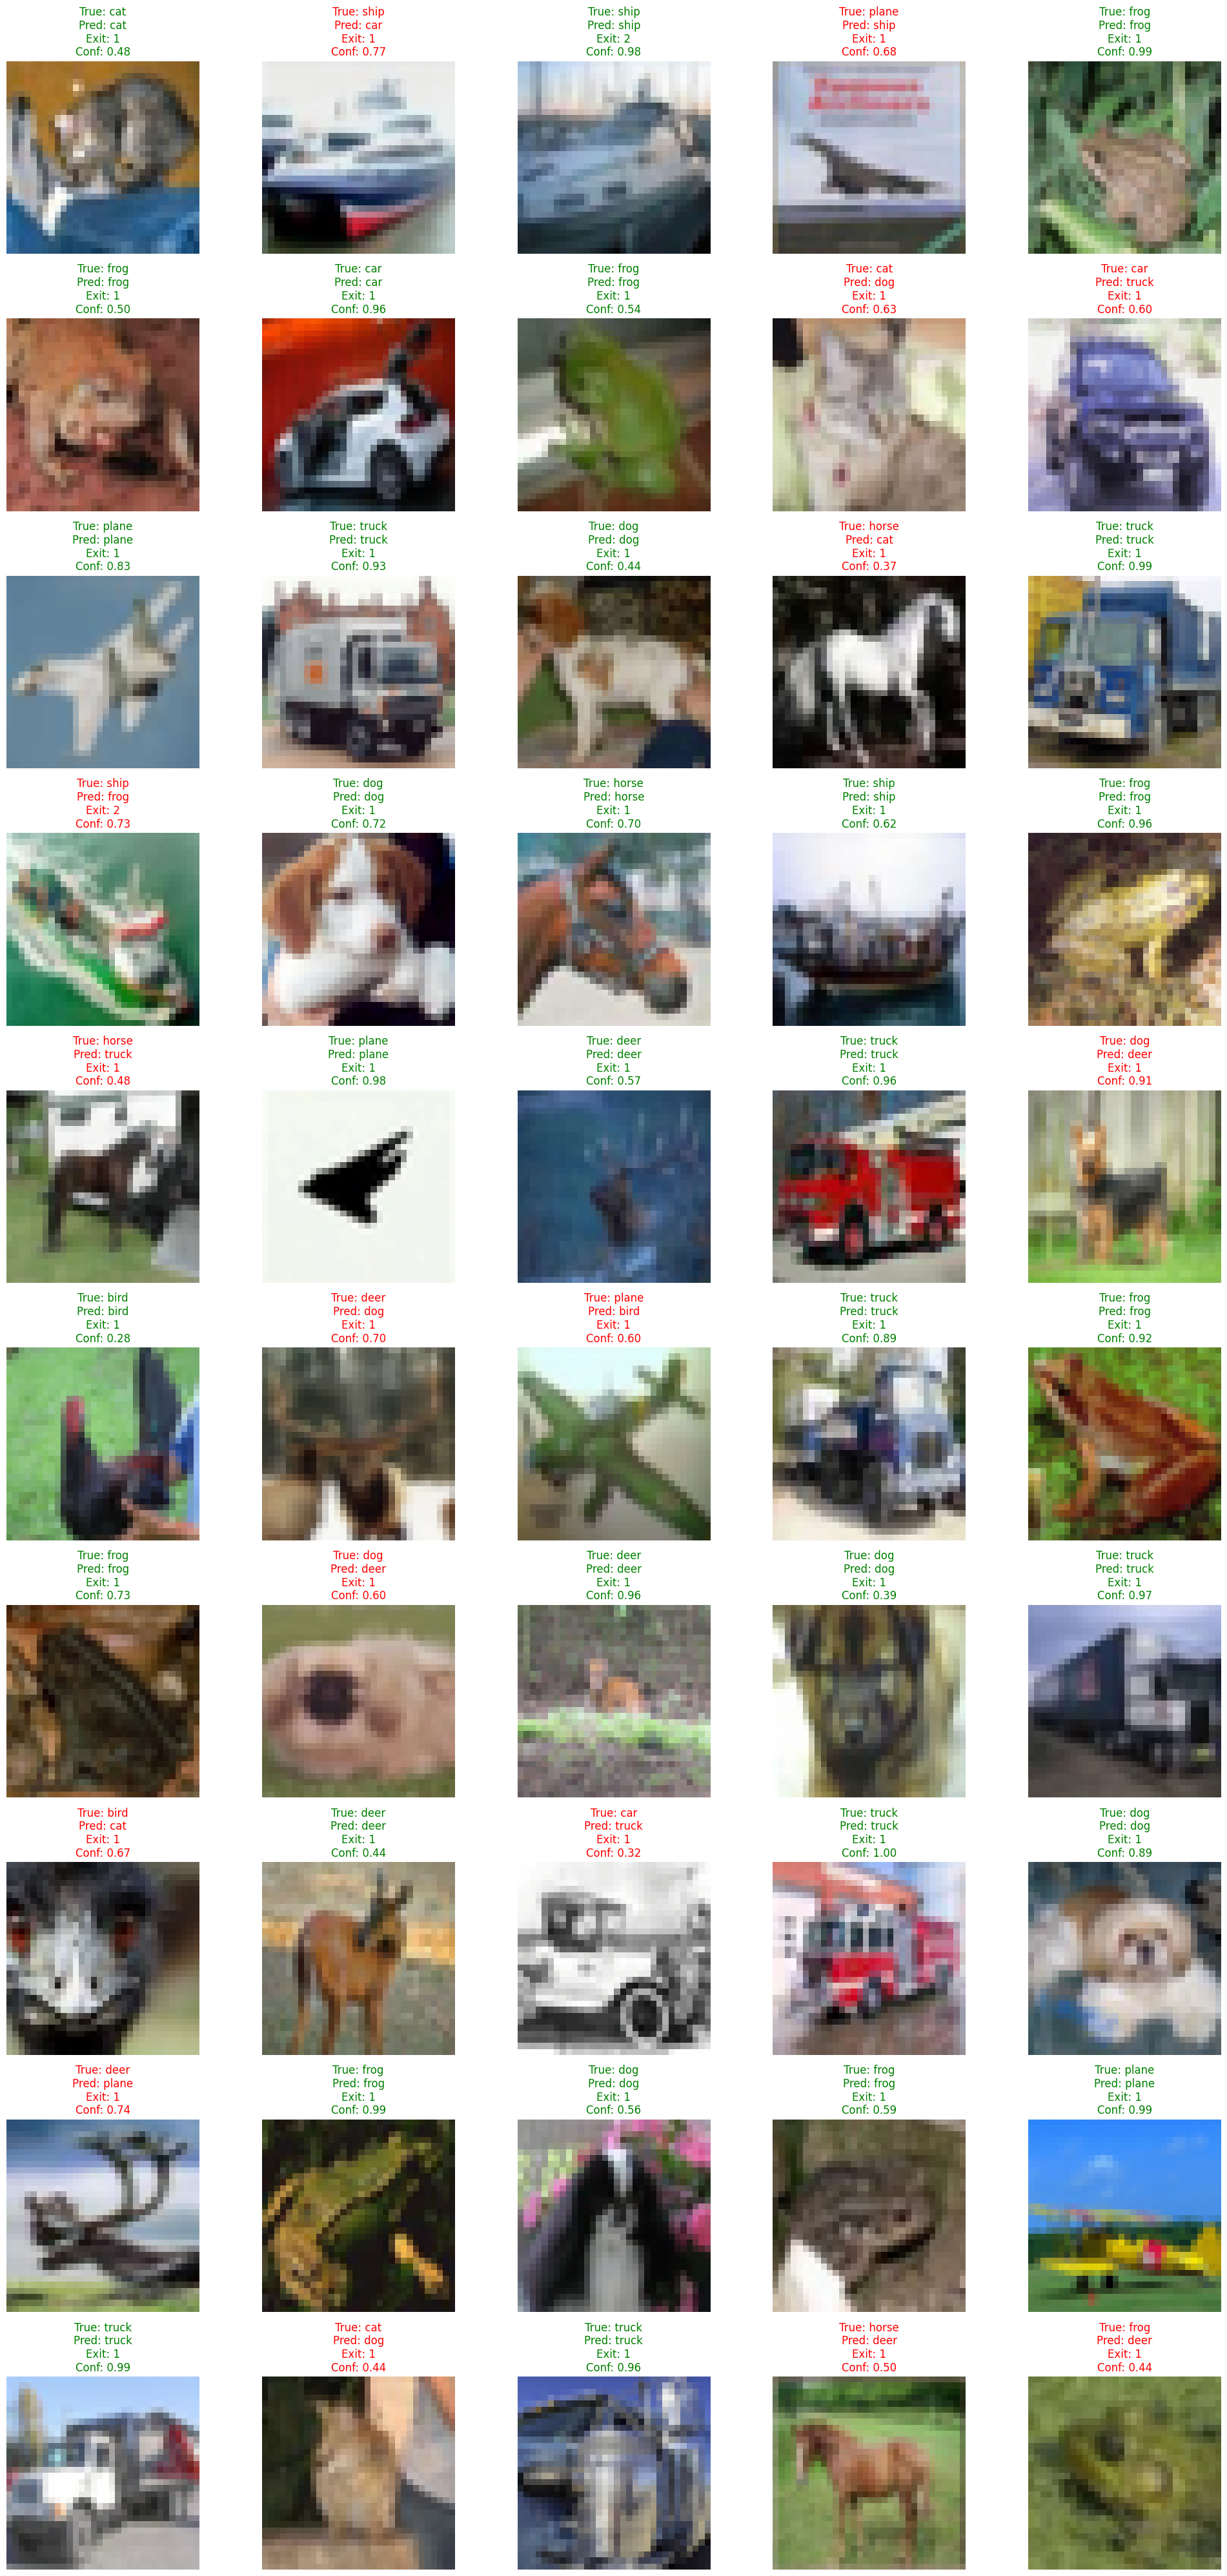 True: cat
Pred: cat
Exit: 1
Conf: 0.48
True: ship
Pred: car
Exit: 1
Conf: 0.77
True: ship
Pred: ship
Exit: 2
Conf: 0.98
True: plane
Pred: ship
Exit: 1
Conf: 0.68
True: frog
Pred: frog
Exit: 1
Conf: 0.99
True: frog
Pred: frog
Exit: 1
Conf: 0.50
True: car
Pred: car
Exit: 1
Conf: 0.96
True: frog
Pred: frog
Exit: 1
Conf: 0.54
True: cat
Pred: dog
Exit: 1
Conf: 0.63
True: car
Pred: truck
Exit: 1
Conf: 0.60
True: plane
Pred: plane
Exit: 1
Conf: 0.83
True: truck
Pred: truck
Exit: 1
Conf: 0.93
True: dog
Pred: dog
Exit: 1
Conf: 0.44
True: horse
Pred: cat
Exit: 1
Conf: 0.37
True: truck
Pred: truck
Exit: 1
Conf: 0.99
True: ship
Pred: frog
Exit: 2
Conf: 0.73
True: dog
Pred: dog
Exit: 1
Conf: 0.72
True: horse
Pred: horse
Exit: 1
Conf: 0.70
True: ship
Pred: ship
Exit: 1
Conf: 0.62
True: frog
Pred: frog
Exit: 1
Conf: 0.96
True: horse
Pred: truck
Exit: 1
Conf: 0.48
True: plane
Pred: plane
Exit: 1
Conf: 0.98
True: deer
Pred: deer
Exit: 1
Conf: 0.57
True: truck
Pred: truck
Exit: 1
Conf: 0.96
True: dog
Pred: deer
Exit: 1
Conf: 0.91
True: bird
Pred: bird
Exit: 1
Conf: 0.28
True: deer
Pred: dog
Exit: 1
Conf: 0.70
True: plane
Pred: bird
Exit: 1
Conf: 0.60
True: truck
Pred: truck
Exit: 1
Conf: 0.89
True: frog
Pred: frog
Exit: 1
Conf: 0.92
True: frog
Pred: frog
Exit: 1
Conf: 0.73
True: dog
Pred: deer
Exit: 1
Conf: 0.60
True: deer
Pred: deer
Exit: 1
Conf: 0.96
True: dog
Pred: dog
Exit: 1
Conf: 0.39
True: truck
Pred: truck
Exit: 1
Conf: 0.97
True: bird
Pred: cat
Exit: 1
Conf: 0.67
True: deer
Pred: deer
Exit: 1
Conf: 0.44
True: car
Pred: truck
Exit: 1
Conf: 0.32
True: truck
Pred: truck
Exit: 1
Conf: 1.00
True: dog
Pred: dog
Exit: 1
Conf: 0.89
True: deer
Pred: plane
Exit: 1
Conf: 0.74
True: frog
Pred: frog
Exit: 1
Conf: 0.99
True: dog
Pred: dog
Exit: 1
Conf: 0.56
True: frog
Pred: frog
Exit: 1
Conf: 0.59
True: plane
Pred: plane
Exit: 1
Conf: 0.99
True: truck
Pred: truck
Exit: 1
Conf: 0.99
True: cat
Pred: dog
Exit: 1
Conf: 0.44
True: truck
Pred: truck
Exit: 1
Conf: 0.96
True: horse
Pred: deer
Exit: 1
Conf: 0.50
True: frog
Pred: deer
Exit: 1
Conf: 0.44